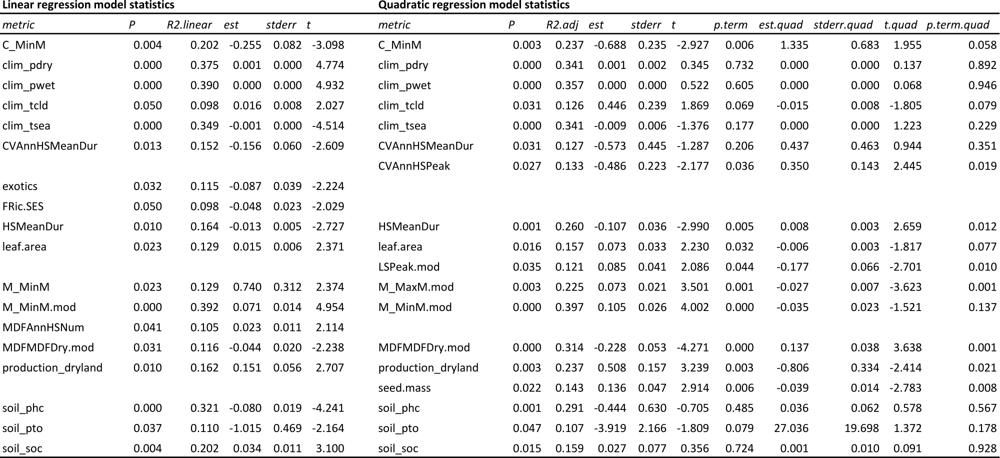 Linear regression model statistics Quadratic regression model statistics
metric P R2.linear est stderr t metric P R2.adj est stderr t p.term est.quad stderr.quad t.quad p.term.quad
C_MinM 0.004 0.202 -0.255 0.082 -3.098 C_MinM 0.003 0.237 -0.688 0.235 -2.927 0.006 1.335 0.683 1.955 0.058
clim_pdry 0.000 0.375 0.001 0.000 4.774 clim_pdry 0.000 0.341 0.001 0.002 0.345 0.732 0.000 0.000 0.137 0.892
clim_pwet 0.000 0.390 0.000 0.000 4.932 clim_pwet 0.000 0.357 0.000 0.000 0.522 0.605 0.000 0.000 0.068 0.946
clim_tcld 0.050 0.098 0.016 0.008 2.027 clim_tcld 0.031 0.126 0.446 0.239 1.869 0.069 -0.015 0.008 -1.805 0.079
clim_tsea 0.000 0.349 -0.001 0.000 -4.514 clim_tsea 0.000 0.341 -0.009 0.006 -1.376 0.177 0.000 0.000 1.223 0.229
CVAnnHSMeanDur 0.013 0.152 -0.156 0.060 -2.609 CVAnnHSMeanDur 0.031 0.127 -0.573 0.445 -1.287 0.206 0.437 0.463 0.944 0.351
CVAnnHSPeak 0.027 0.133 -0.486 0.223 -2.177 0.036 0.350 0.143 2.445 0.019
exotics 0.032 0.115 -0.087 0.039 -2.224
FRic.SES 0.050 0.098 -0.048 0.023 -2.029
HSMeanDur 0.010 0.164 -0.013 0.005 -2.727 HSMeanDur 0.001 0.260 -0.107 0.036 -2.990 0.005 0.008 0.003 2.659 0.012
leaf.area 0.023 0.129 0.015 0.006 2.371 leaf.area 0.016 0.157 0.073 0.033 2.230 0.032 -0.006 0.003 -1.817 0.077
LSPeak.mod 0.035 0.121 0.085 0.041 2.086 0.044 -0.177 0.066 -2.701 0.010
M_MinM 0.023 0.129 0.740 0.312 2.374 M_MaxM.mod 0.003 0.225 0.073 0.021 3.501 0.001 -0.027 0.007 -3.623 0.001
M_MinM.mod 0.000 0.392 0.071 0.014 4.954 M_MinM.mod 0.000 0.397 0.105 0.026 4.002 0.000 -0.035 0.023 -1.521 0.137
MDFAnnHSNum 0.041 0.105 0.023 0.011 2.114
MDFMDFDry.mod 0.031 0.116 -0.044 0.020 -2.238 MDFMDFDry.mod 0.000 0.314 -0.228 0.053 -4.271 0.000 0.137 0.038 3.638 0.001
production_dryland 0.010 0.162 0.151 0.056 2.707 production_dryland 0.003 0.237 0.508 0.157 3.239 0.003 -0.806 0.334 -2.414 0.021
seed.mass 0.022 0.143 0.136 0.047 2.914 0.006 -0.039 0.014 -2.783 0.008
soil_phc 0.000 0.321 -0.080 0.019 -4.241 soil_phc 0.001 0.291 -0.444 0.630 -0.705 0.485 0.036 0.062 0.578 0.567
soil_pto 0.037 0.110 -1.015 0.469 -2.164 soil_pto 0.047 0.107 -3.919 2.166 -1.809 0.079 27.036 19.698 1.372 0.178
soil_soc 0.004 0.202 0.034 0.011 3.100 soil_soc 0.015 0.159 0.027 0.077 0.356 0.724 0.001 0.010 0.091 0.928